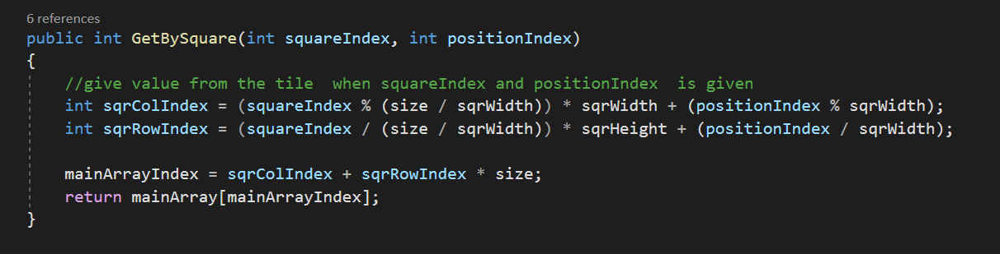 6 references
public int GetBySquare(int squareIndex, int positionIndex)
{
//give value from the tile  when squareIndex and positionIndex  is given
int sqrColIndex = (squareIndex % (size / sqrWidth)) * sqrWidth + (positionIndex % sqrWidth);
int sqrRowIndex = (squareIndex / (size / sqrWidth)) * sqrHeight + (positionIndex / sqrWidth);
mainArrayIndex = sqrColIndex + sqrRowIndex * size;
return mainArray[mainArrayIndex];
}